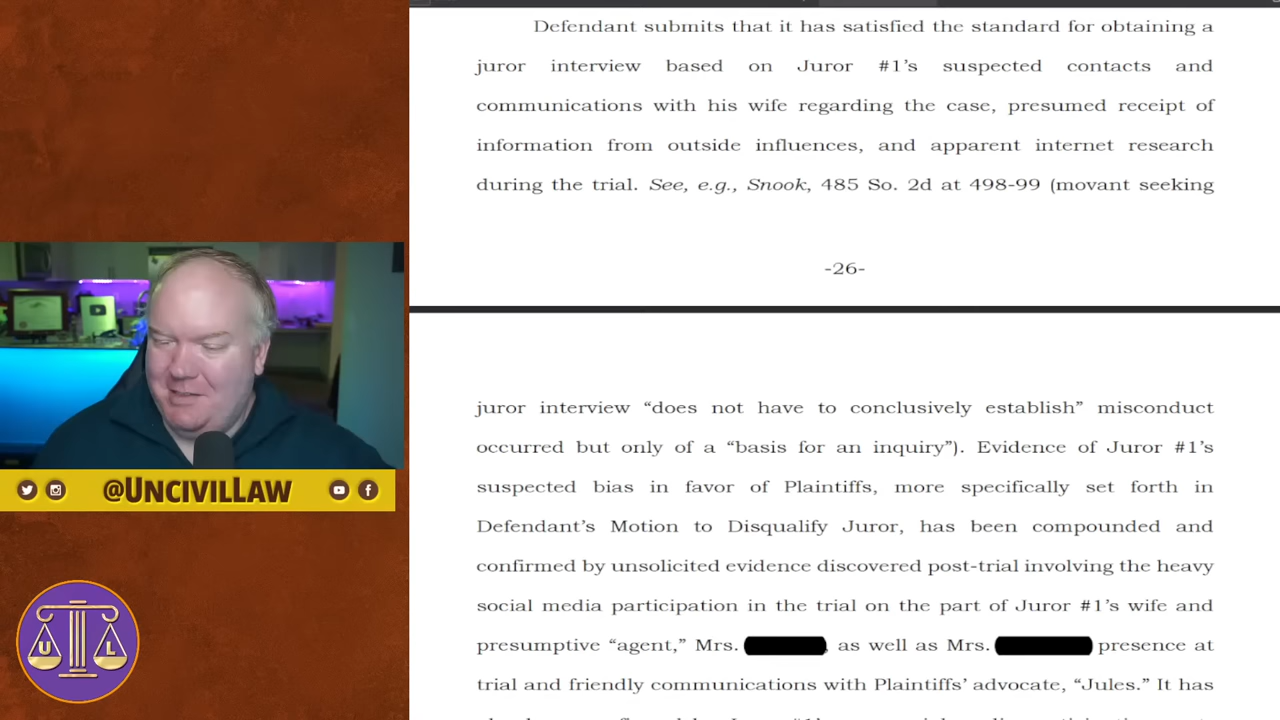 Defendant submits that it has satisfied the standard for obtaining a
juror interview based on Juror #1’s suspected contacts and
communications with his wife regarding the case, presumed receipt of
information from outside influences, and apparent internet research
during the trial. See, e.g., Snook, 485 So. 2d at 498-99 (movant seeking
-26-
juror interview “does not have to conclusively establish” misconduct
occurred but only of a “basis for an inquiry”). Evidence of Juror #1’s
suspected bias in favor of Plaintiffs, more specifically set forth in
Defendant’s Motion to Disqualify Juror, has been compounded and
confirmed by unsolicited evidence discovered post-trial involving the heavy
social media participation in the trial on the part of Juror #1’s wife and
presumptive “agent,” Mrs. , as well as Mrs. presence at
trial and friendly communications with Plaintiffs’ advocate, “Jules.” It has
@UNCIVILLAW
U L